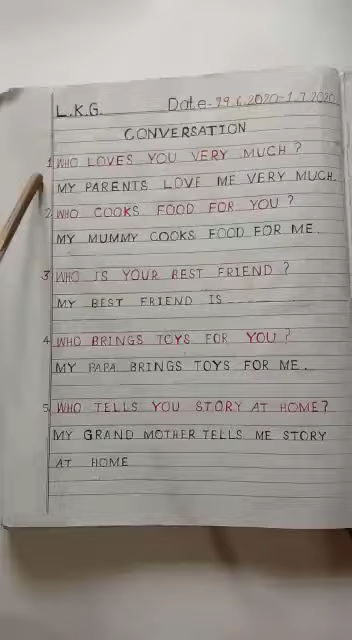 L.K.G. Date-29.6.2020-1.7.2020
CONVERSATION
1 WHO LOVES YOU VERY MUCH?
MY PARENTS LOVE ME VERY MUCH.
2 WHO COOKS FOOD FOR YOU?
MY MUMMY COOKS FOOD FOR ME.
3 WHO IS YOUR BEST FRIEND?
MY BEST FRIEND IS ..........
4 WHO BRINGS TOYS FOR YOU?
MY PAPA BRINGS TOYS FOR ME.
5 WHO TELLS YOU STORY AT HOME?
MY GRAND MOTHER TELLS ME STORY
AT HOME